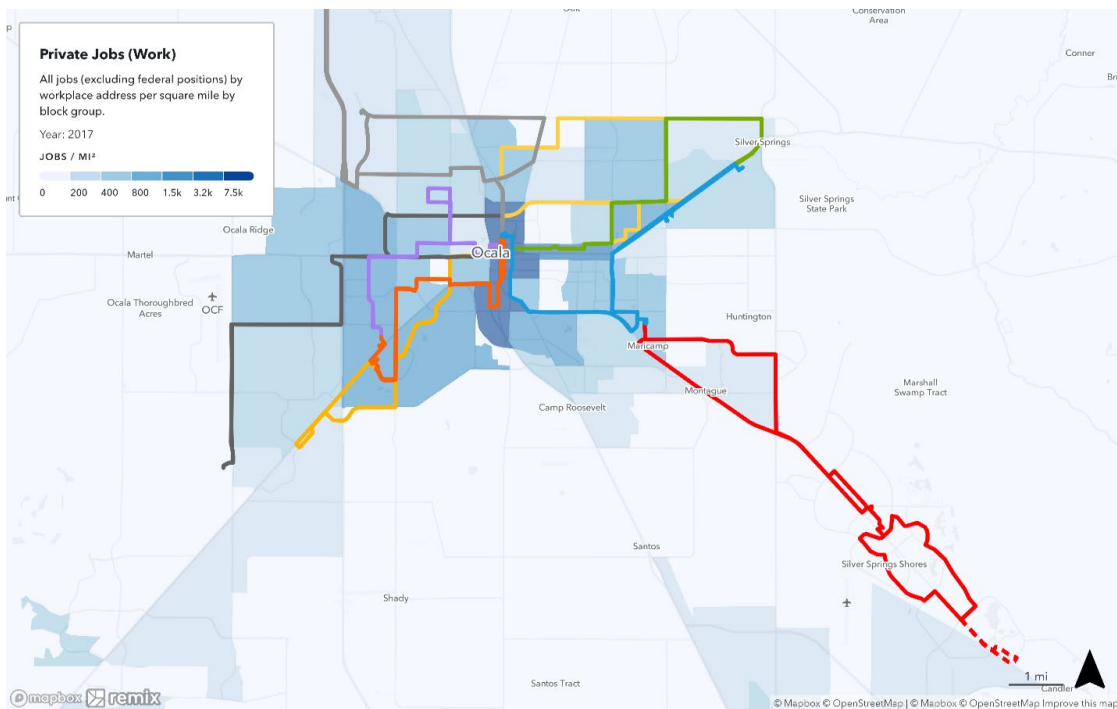 Conservation
Area
Conner
Private Jobs (Work)
All jobs (excluding federal positions) by
workplace address per square mile by
block group.
Year: 2017
JOBS / MI²
0 200 400 800 1.5k 3.2k 7.5k
Silver Springs
Silver Springs
State Park
Ocala Ridge
Martel
Ocala
Ocala Thoroughbred
Acres
OCF
Huntington
Maricamp
Montague
Marshall
Swamp Tract
Camp Roosevelt
Santos
Silver Springs Shores
Shady
Santos Tract
1 mi
Candler
mapbox remix
© Mapbox © OpenStreetMap | © Mapbox © OpenStreetMap Improve this map